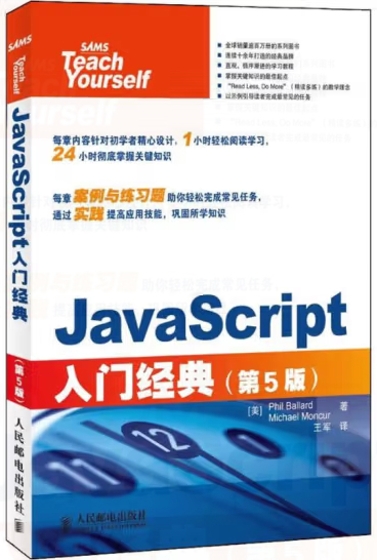 SAMS
Teach
Yourself
全球销量逾百万册的系列图书
连续十余年打造的经典品牌
直观、循序渐进的学习教程
掌握关键知识的最佳起点
“Read Less, Do More”(精读多练)的教学理念
以示例引导读者完成最常见的任务
每章内容针对初学者精心设计，1小时轻松阅读学习，
24小时彻底掌握关键知识
每章案例与练习题助你轻松完成常见任务，
通过实践提高应用技能，巩固所学知识
JavaScript
入门经典（第5版）
[美] Phil Ballard 著
Michael Moncur
王军 译
人民邮电出版社
SAMS
Teach
Yourself
JavaScript入门经典
（第5版）
人民邮电出版社
12
11